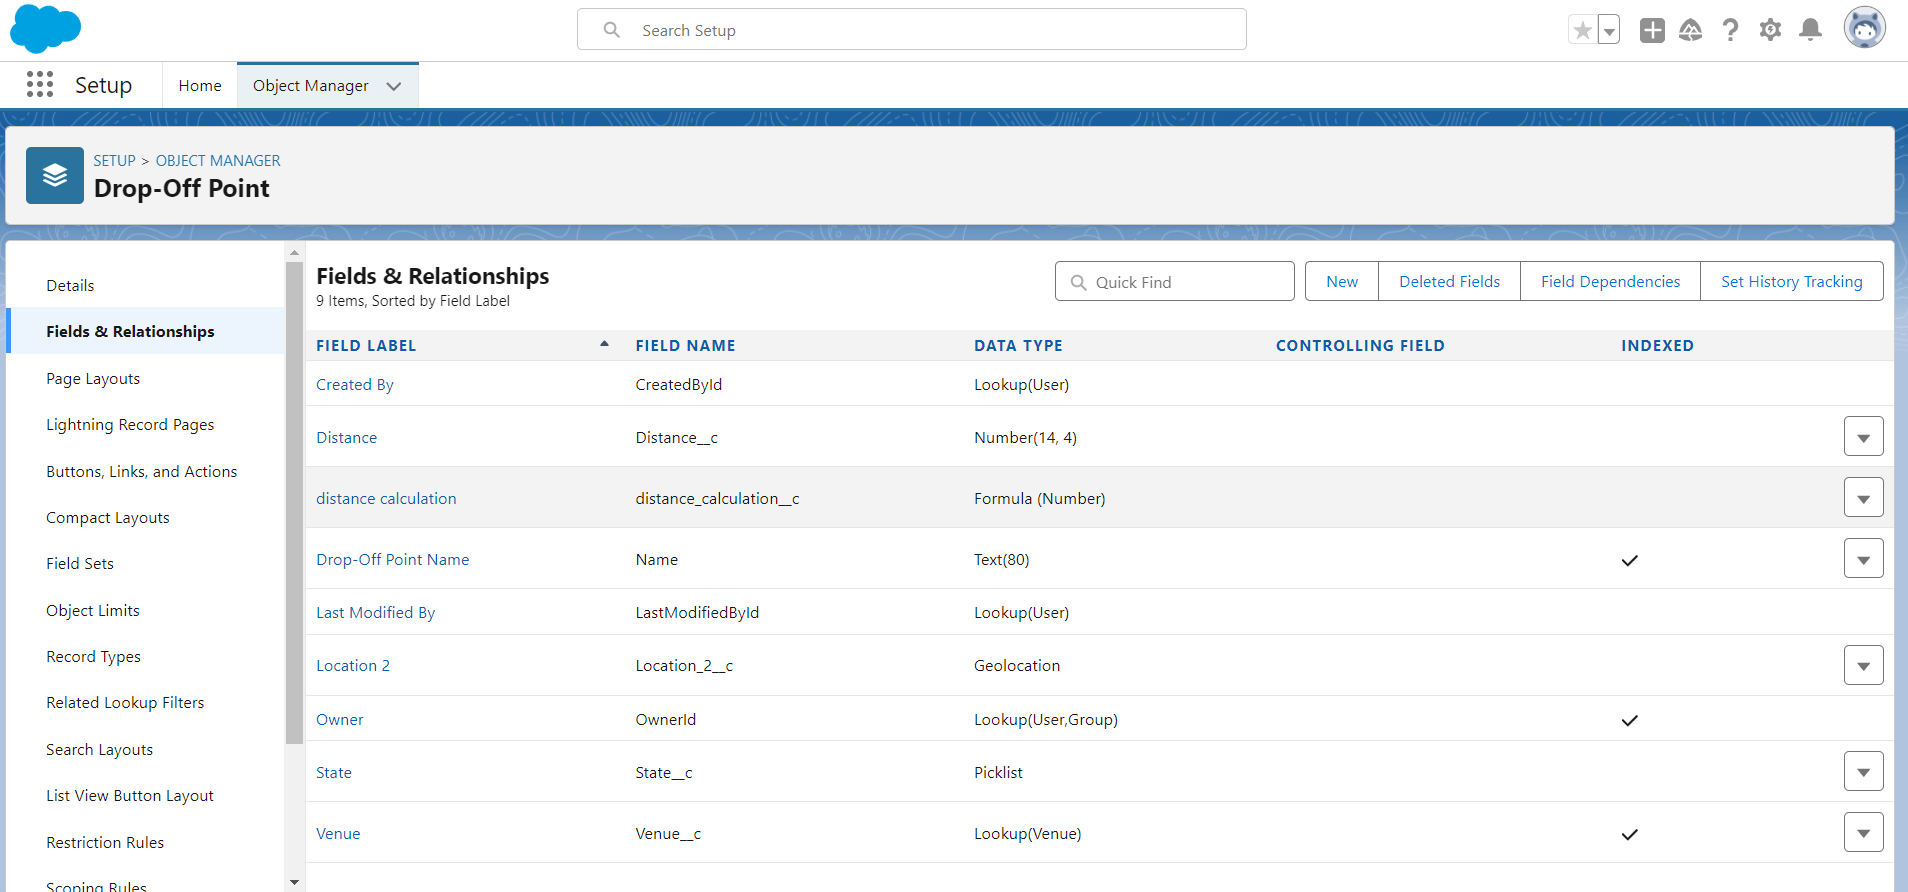 Search Setup
Setup
Home
Object Manager
SETUP > OBJECT MANAGER
Drop-Off Point
Details
Fields & Relationships
Page Layouts
Lightning Record Pages
Buttons, Links, and Actions
Compact Layouts
Field Sets
Object Limits
Record Types
Related Lookup Filters
Search Layouts
List View Button Layout
Restriction Rules
Scoping Rules
Fields & Relationships
9 Items, Sorted by Field Label
Quick Find
New
Deleted Fields
Field Dependencies
Set History Tracking
FIELD LABEL FIELD NAME DATA TYPE CONTROLLING FIELD INDEXED
Created By CreatedById Lookup(User)
Distance Distance__c Number(14, 4)
distance calculation distance_calculation__c Formula (Number)
Drop-Off Point Name Name Text(80)
Last Modified By LastModifiedById Lookup(User)
Location 2 Location_2__c Geolocation
Owner OwnerId Lookup(User,Group)
State State__c Picklist
Venue Venue__c Lookup(Venue)